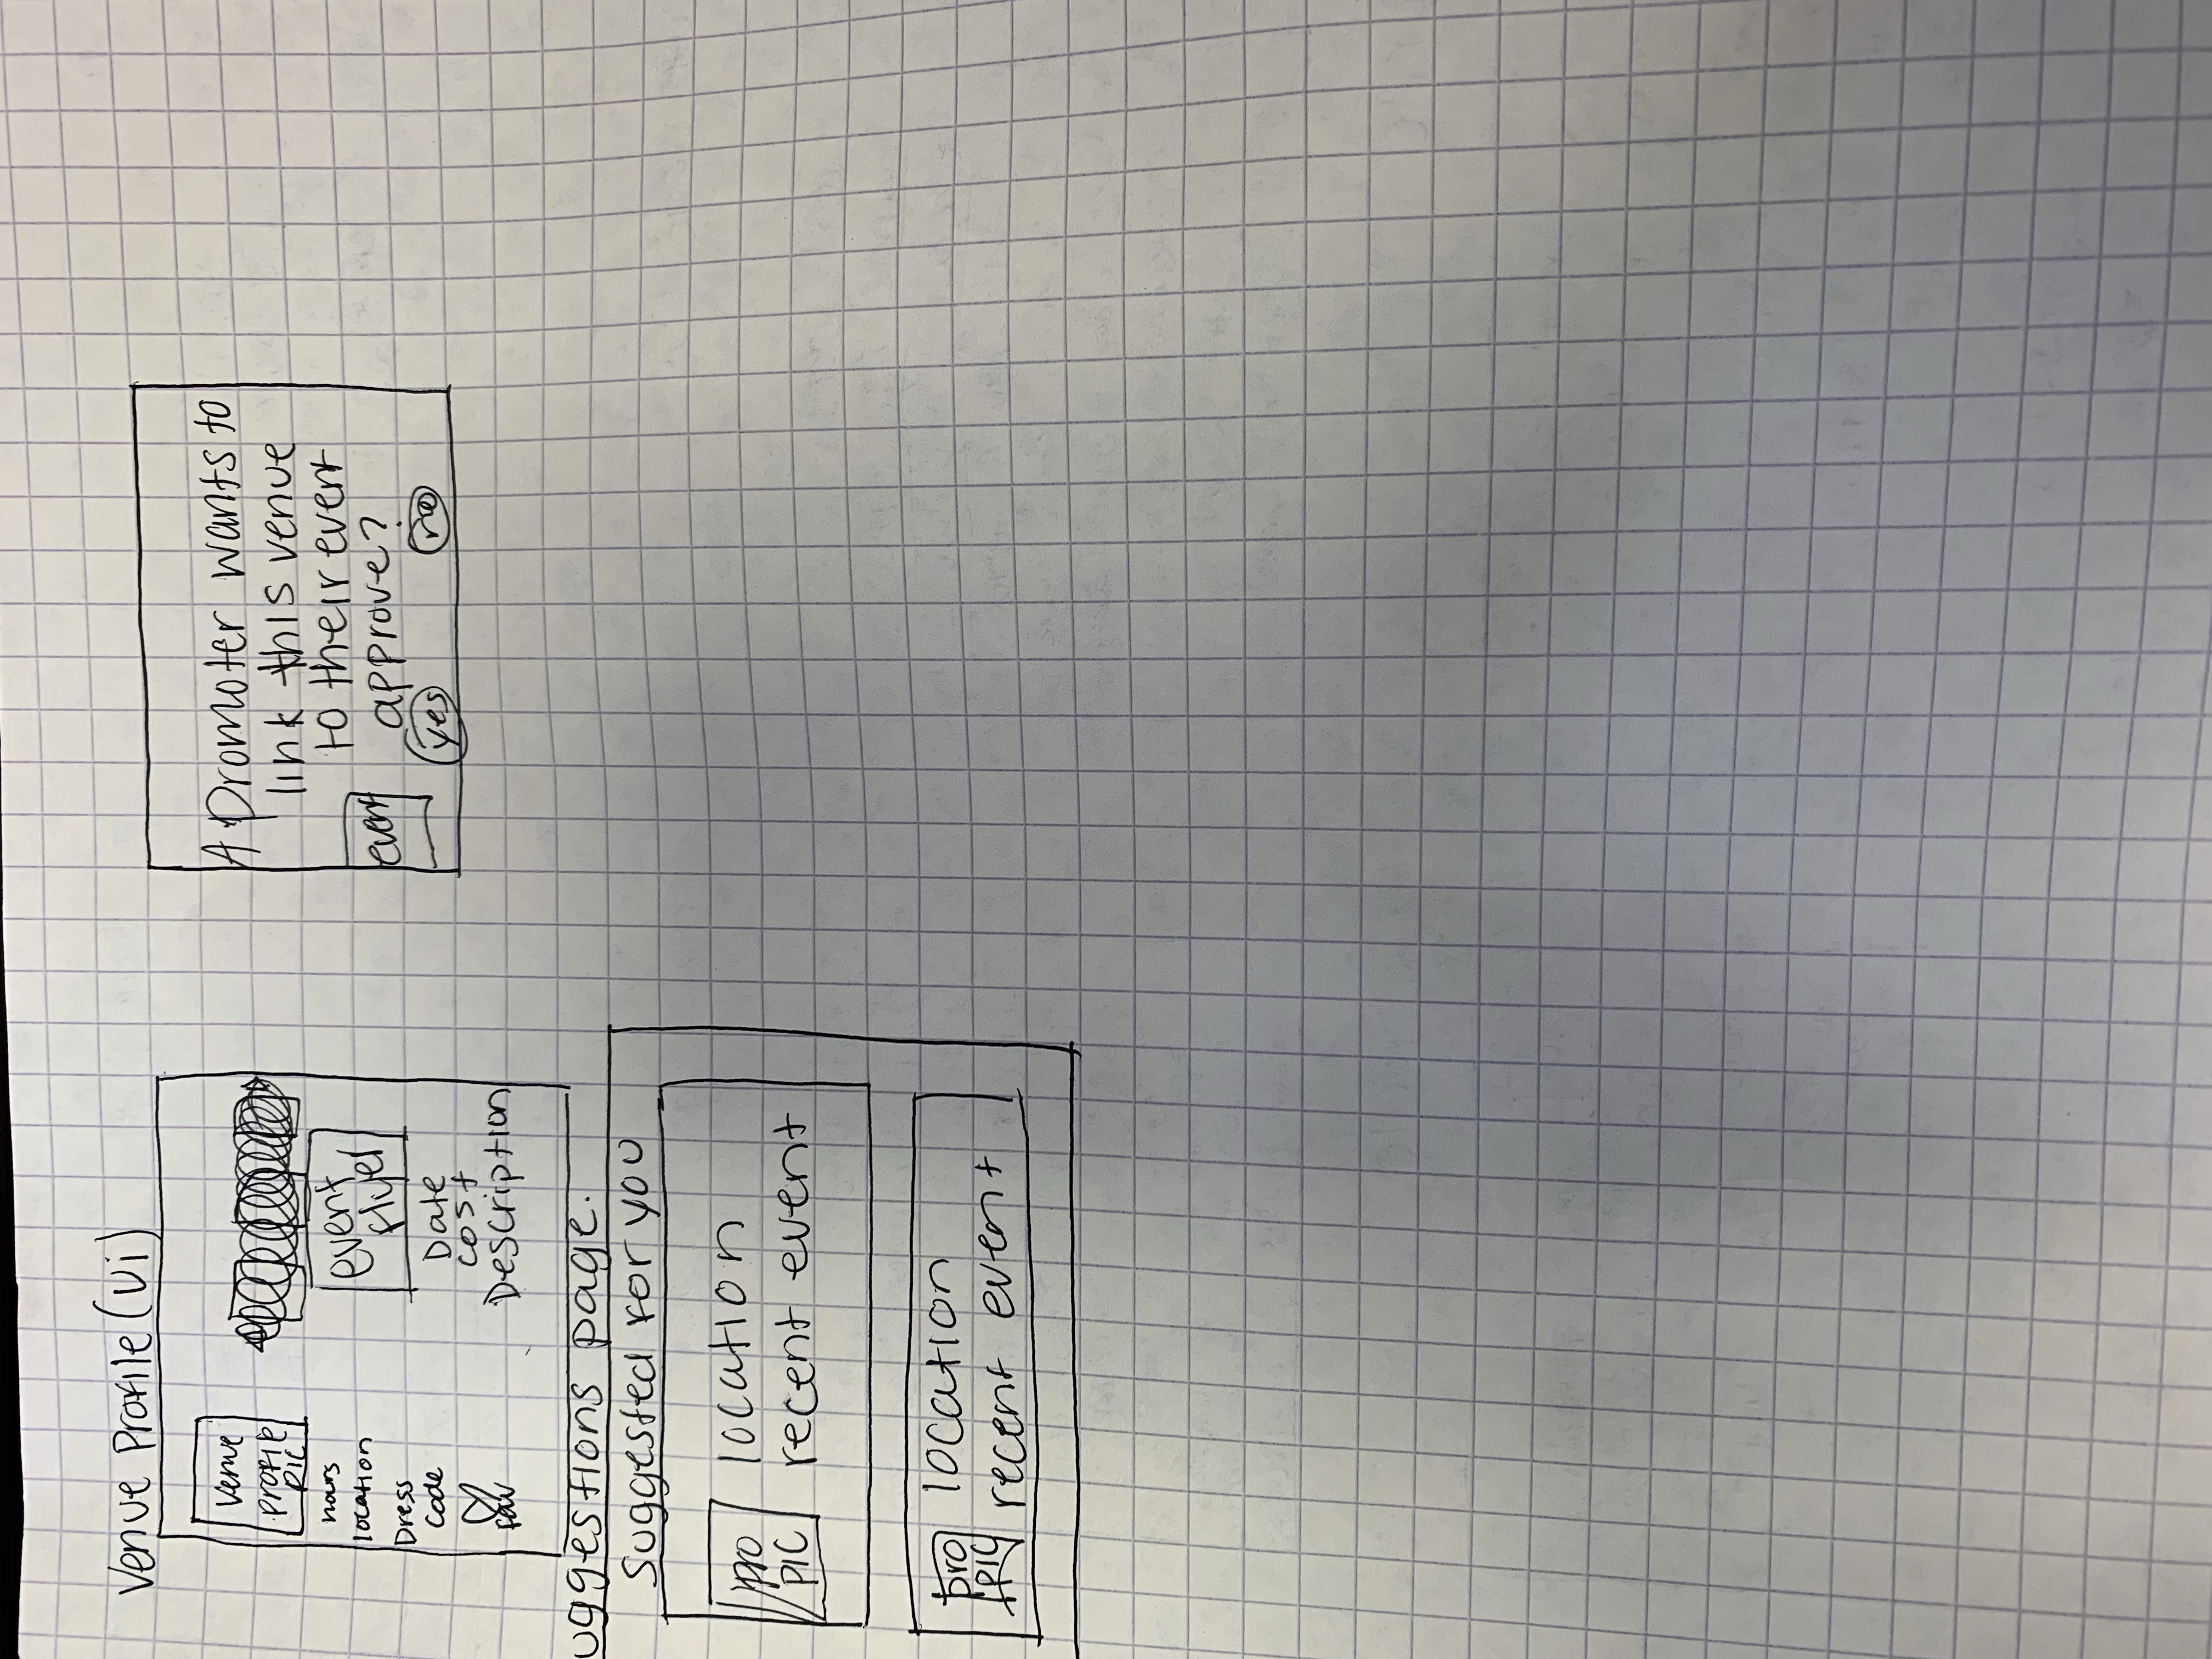 Venue Profile (Ui)
Venue
profile
pic
hours
location
Dress
code
fav
event
flyer
Date
cost
Description
A Promoter wants to
link this venue
to their event
approve?
event
yes
no
uggestions page.
Suggested for you
pro
pic
location
recent event
pro
pic
location
recent event